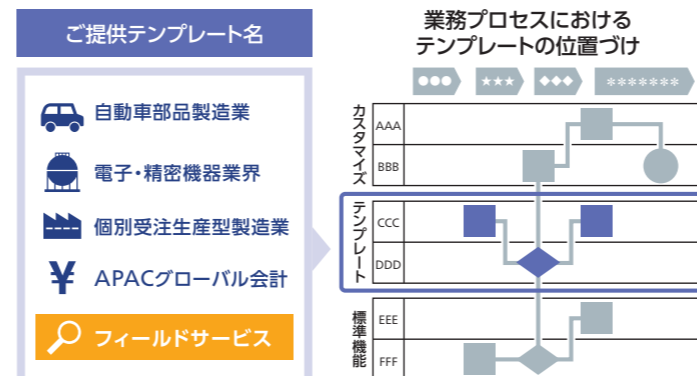 ご提供テンプレート名
自動車部品製造業
電子・精密機器業界
個別受注生産型製造業
¥ APACグローバル会計
フィールドサービス
業務プロセスにおける
テンプレートの位置づけ
●●● ★★★ ◆◆◆ *******
カスタマイズ
AAA
BBB
テンプレート
CCC
DDD
標準機能
EEE
FFF